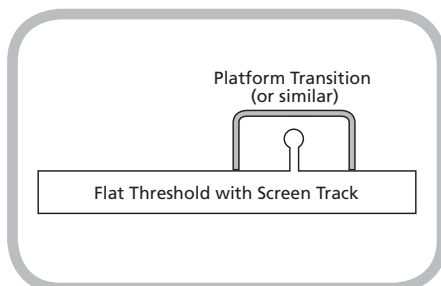 Platform Transition
(or similar)
Flat Threshold with Screen Track